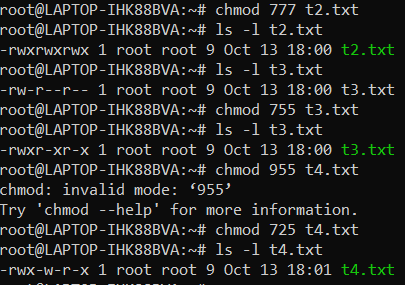 root@LAPTOP-IHK88BVA:~# chmod 777 t2.txt
root@LAPTOP-IHK88BVA:~# ls -l t2.txt
-rwxrwxrwx 1 root root 9 Oct 13 18:00 t2.txt
root@LAPTOP-IHK88BVA:~# ls -l t3.txt
-rw-r--r-- 1 root root 9 Oct 13 18:00 t3.txt
root@LAPTOP-IHK88BVA:~# chmod 755 t3.txt
root@LAPTOP-IHK88BVA:~# ls -l t3.txt
-rwxr-xr-x 1 root root 9 Oct 13 18:00 t3.txt
root@LAPTOP-IHK88BVA:~# chmod 955 t4.txt
chmod: invalid mode: ‘955’
Try 'chmod --help' for more information.
root@LAPTOP-IHK88BVA:~# chmod 725 t4.txt
root@LAPTOP-IHK88BVA:~# ls -l t4.txt
-rwx-w-r-x 1 root root 9 Oct 13 18:01 t4.txt